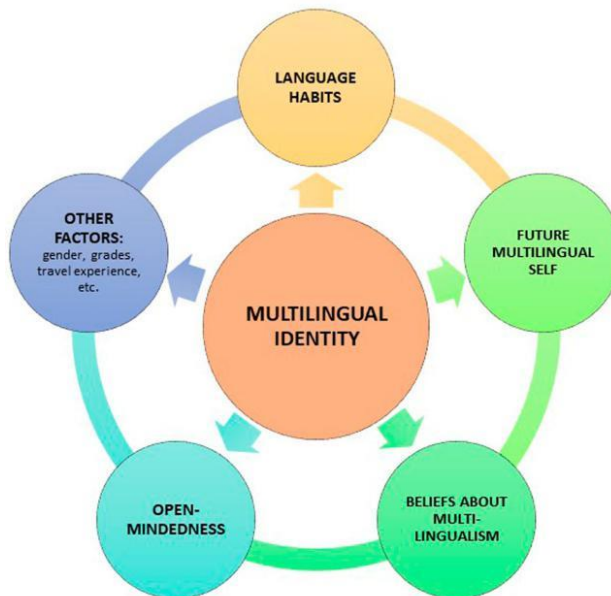 LANGUAGE
HABITS
FUTURE
MULTILINGUAL
SELF
BELIEFS ABOUT
MULTI-
LINGUALISM
OPEN-
MINDEDNESS
OTHER
FACTORS:
gender, grades,
travel experience,
etc.
MULTILINGUAL
IDENTITY